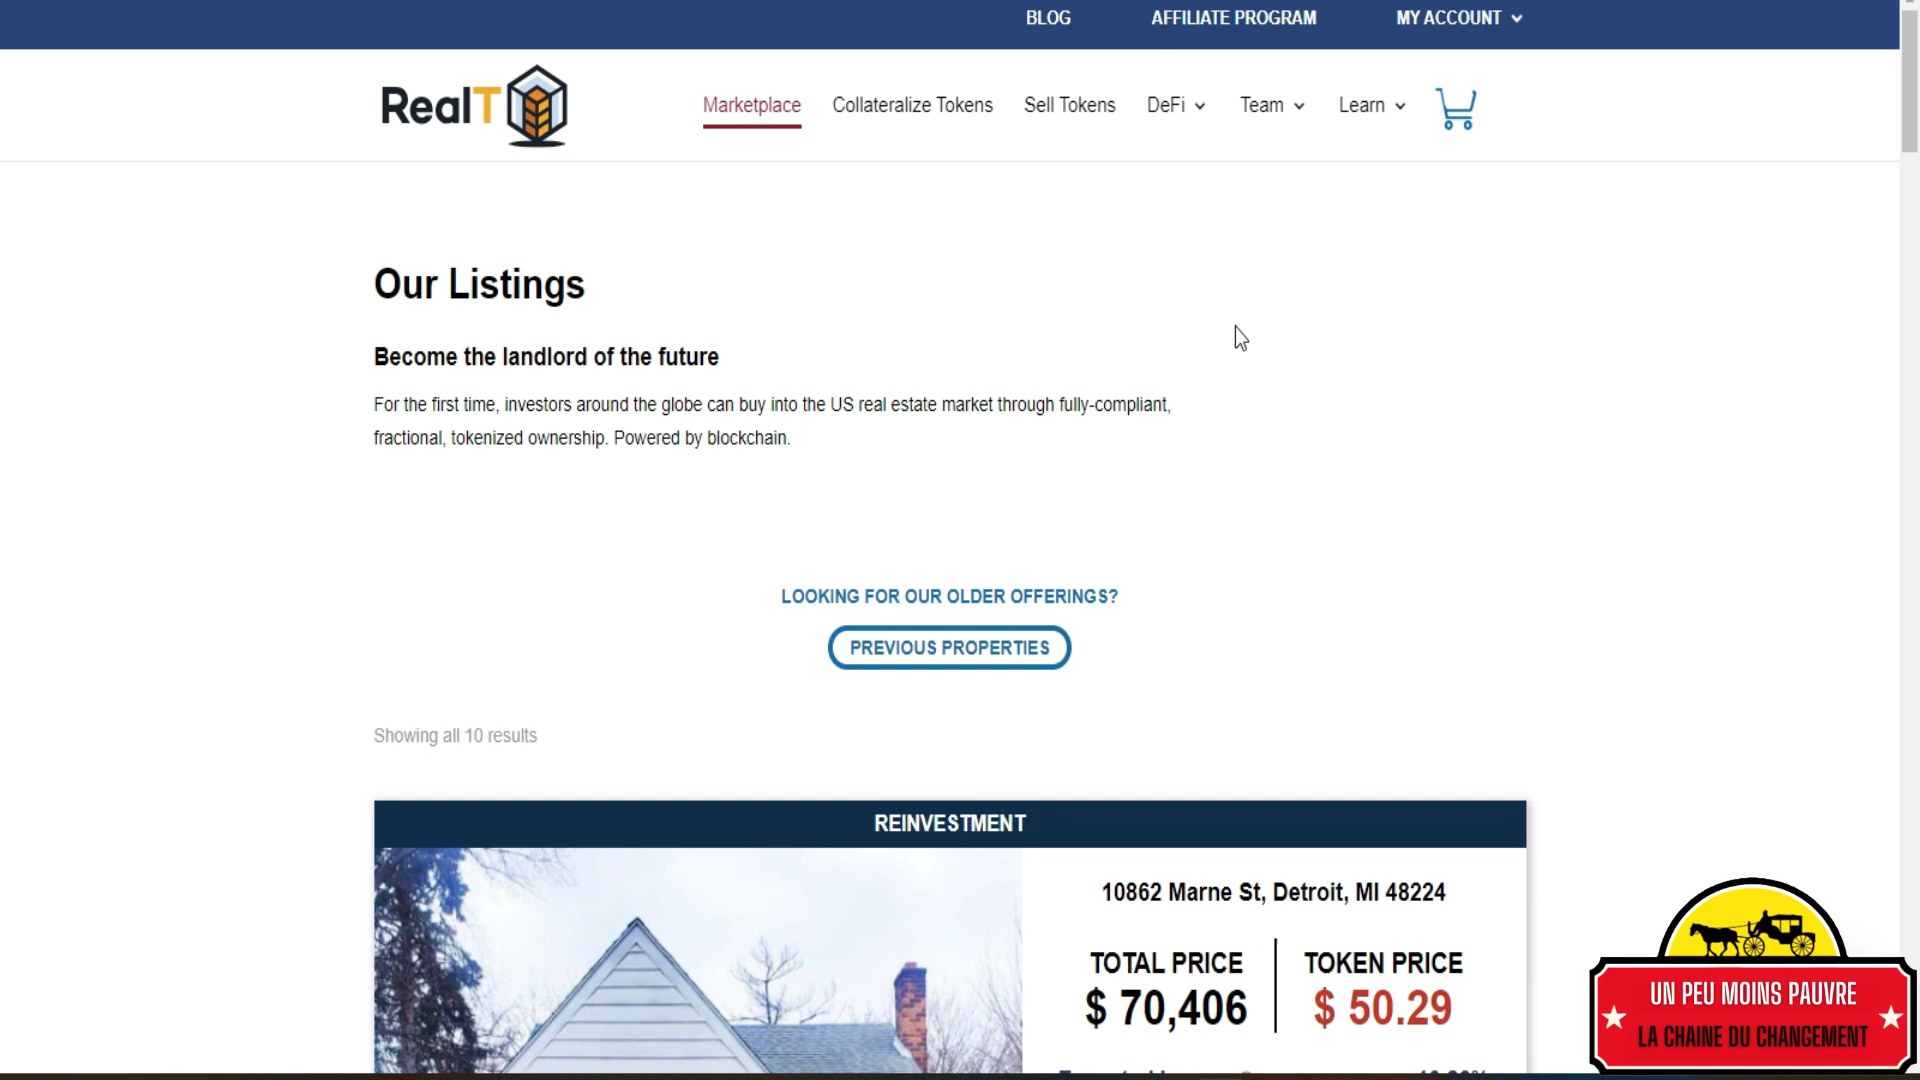 BLOG AFFILIATE PROGRAM MY ACCOUNT
RealT
Marketplace Collateralize Tokens Sell Tokens DeFi Team Learn
Our Listings
Become the landlord of the future
For the first time, investors around the globe can buy into the US real estate market through fully-compliant,
fractional, tokenized ownership. Powered by blockchain.
LOOKING FOR OUR OLDER OFFERINGS?
PREVIOUS PROPERTIES
Showing all 10 results
REINVESTMENT
10862 Marne St, Detroit, MI 48224
TOTAL PRICE TOKEN PRICE
$ 70,406 $ 50.29
UN PEU MOINS PAUVRE
LA CHAINE DU CHANGEMENT